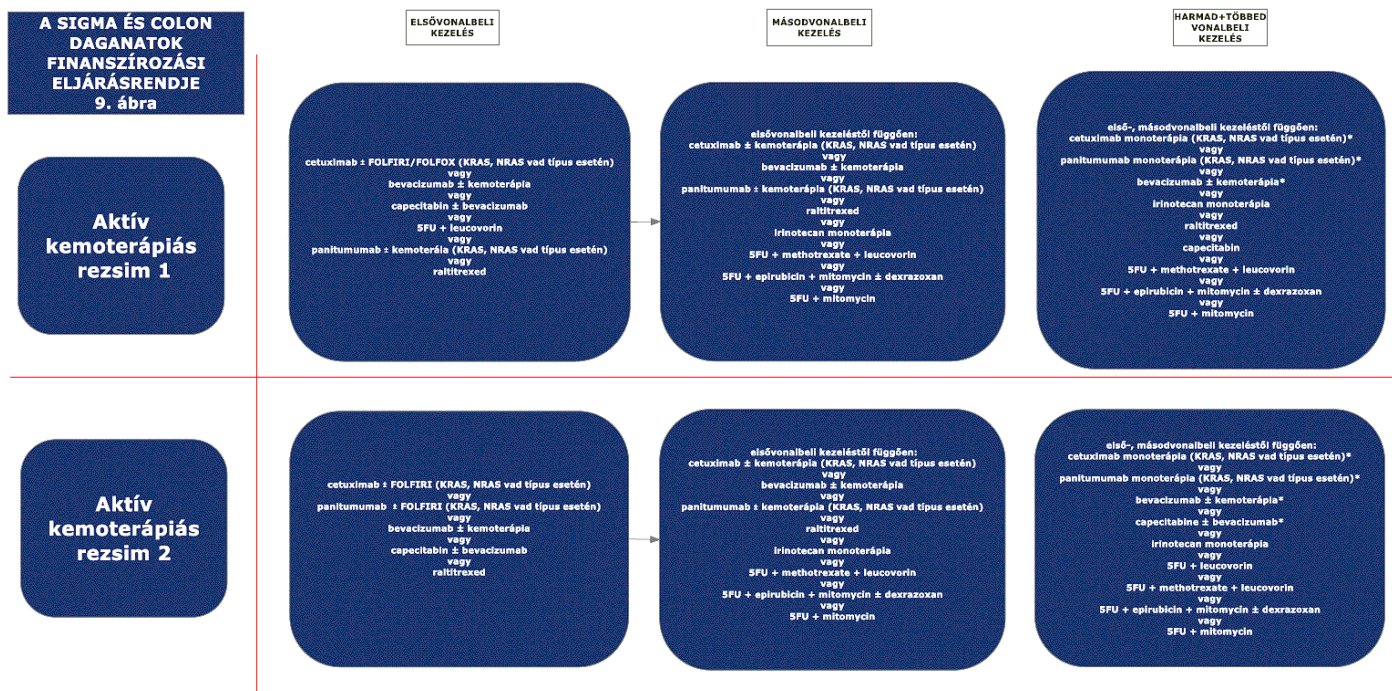 A SIGMA ÉS COLON
DAGANATOK
FINANSZÍROZÁSI
ELJÁRÁSRENDJE
9. ábra
ELSŐVONALBELI
KEZELÉS
MÁSODVONALBELI
KEZELÉS
HARMAD+TÖBBED
VONALBELI
KEZELÉS
Aktív
kemoterápiás
rezsim 1
cetuximab ± FOLFIRI/FOLFOX (KRAS, NRAS vad típus esetén)
vagy
bevacizumab ± kemoterápia
vagy
capecitabin ± bevacizumab
vagy
5FU + leucovorin
vagy
panitumumab ± kemoterála (KRAS, NRAS vad típus esetén)
vagy
raltitrexed
elsővonalbeli kezeléstől függően:
cetuximab ± kemoterápia (KRAS, NRAS vad típus esetén)
vagy
bevacizumab ± kemoterápia
vagy
panitumumab ± kemoterápia (KRAS, NRAS vad típus esetén)
vagy
raltitrexed
vagy
irinotecan monoterápia
vagy
5FU + methotrexate + leucovorin
vagy
5FU + epirubicin + mitomycin ± dexrazoxan
vagy
5FU + mitomycin
első-, másodvonalbeli kezeléstől függően:
cetuximab monoterápia (KRAS, NRAS vad típus esetén)*
vagy
panitumumab monoterápia (KRAS, NRAS vad típus esetén)*
vagy
bevacizumab ± kemoterápia*
vagy
irinotecan monoterápia
vagy
raltitrexed
vagy
capecitabin
vagy
5FU + methotrexate + leucovorin
vagy
5FU + epirubicin + mitomycin ± dexrazoxan
vagy
5FU + mitomycin
Aktív
kemoterápiás
rezsim 2
cetuximab ± FOLFIRI (KRAS, NRAS vad típus esetén)
vagy
panitumumab ± FOLFIRI (KRAS, NRAS vad típus esetén)
vagy
bevacizumab ± kemoterápia
vagy
capecitabin ± bevacizumab
vagy
raltitrexed
elsővonalbeli kezeléstől függően:
cetuximab ± kemoterápia (KRAS, NRAS vad típus esetén)
vagy
bevacizumab ± kemoterápia
vagy
panitumumab ± kemoterápia (KRAS, NRAS vad típus esetén)
vagy
raltitrexed
vagy
irinotecan monoterápia
vagy
5FU + methotrexate + leucovorin
vagy
5FU + epirubicin + mitomycin ± dexrazoxan
vagy
5FU + mitomycin
első-, másodvonalbeli kezeléstől függően:
cetuximab monoterápia (KRAS, NRAS vad típus esetén)*
vagy
panitumumab monoterápia (KRAS, NRAS vad típus esetén)*
vagy
bevacizumab ± kemoterápia*
vagy
capecitabine ± bevacizumab*
vagy
irinotecan monoterápia
vagy
5FU + leucovorin
vagy
5FU + methotrexate + leucovorin
vagy
5FU + epirubicin + mitomycin ± dexrazoxan
vagy
5FU + mitomycin